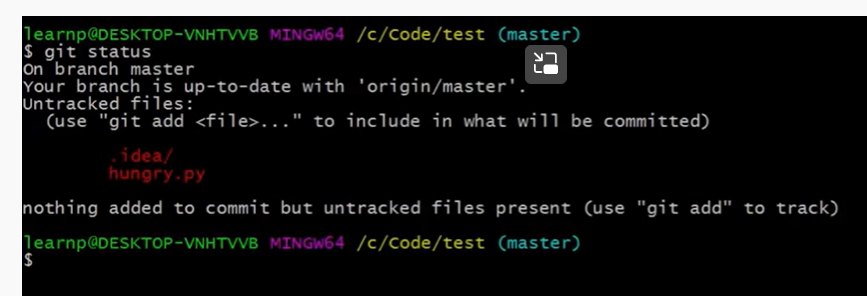 learnp@DESKTOP-VNHTVVB MINGW64 /c/Code/test (master)
$ git status
On branch master
Your branch is up-to-date with 'origin/master'.
Untracked files:
  (use "git add <file>..." to include in what will be committed)

        .idea/
        hungry.py

nothing added to commit but untracked files present (use "git add" to track)

learnp@DESKTOP-VNHTVVB MINGW64 /c/Code/test (master)
$